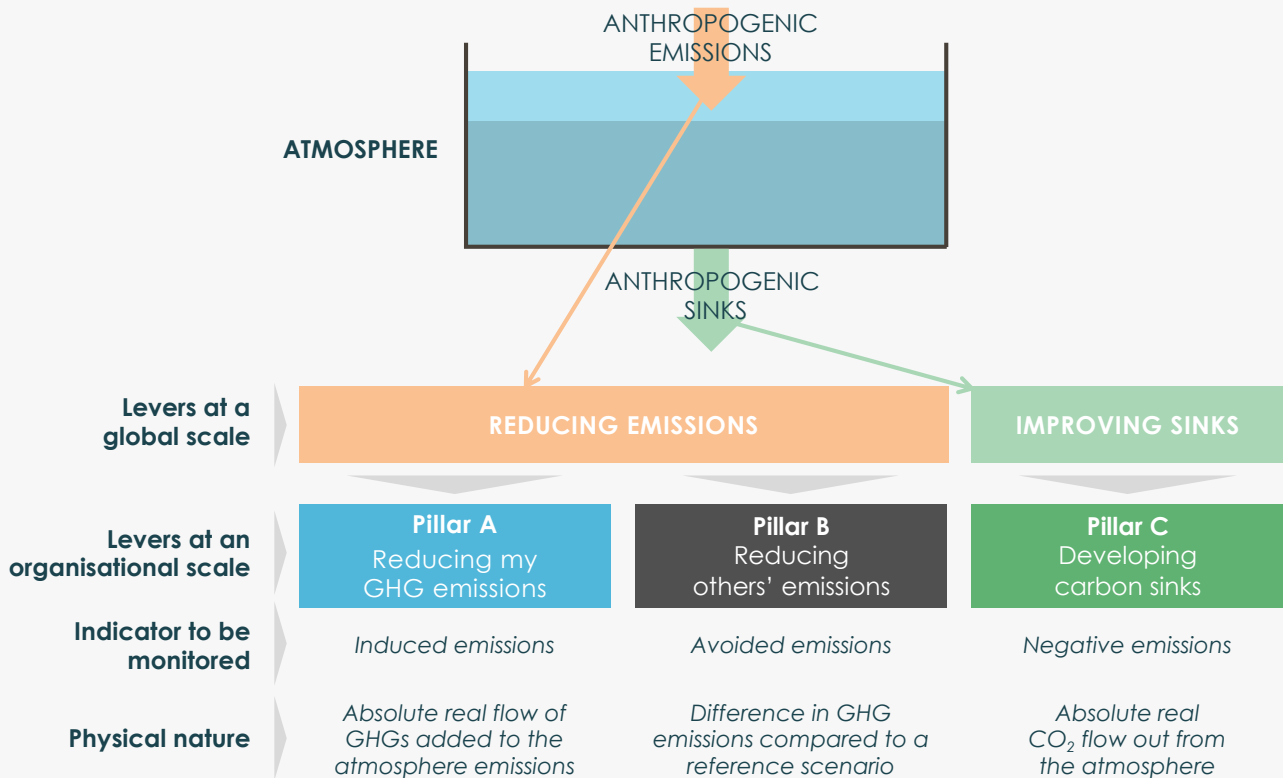 ANTHROPOGENIC
EMISSIONS
ATMOSPHERE
ANTHROPOGENIC
SINKS
Levers at a
global scale
REDUCING EMISSIONS
IMPROVING SINKS
Levers at an
organisational scale
Pillar A
Reducing my
GHG emissions
Pillar B
Reducing
others’ emissions
Pillar C
Developing
carbon sinks
Indicator to be
monitored
Induced emissions
Avoided emissions
Negative emissions
Physical nature
Absolute real flow of
GHGs added to the
atmosphere emissions
Difference in GHG
emissions compared to a
reference scenario
Absolute real
CO₂ flow out from
the atmosphere